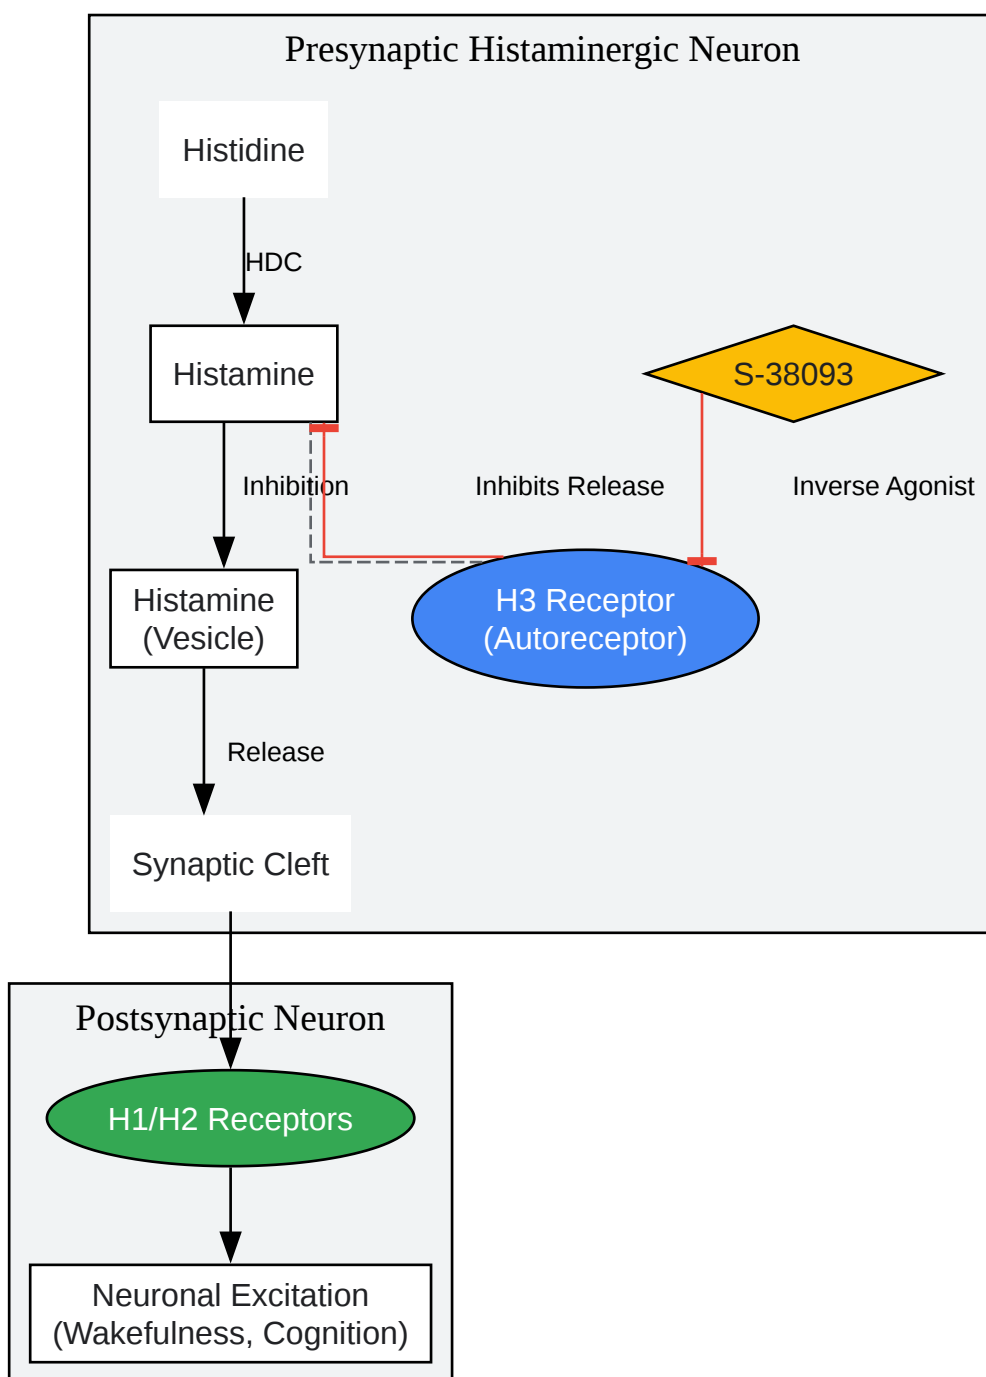 Presynaptic Histaminergic Neuron
Histidine
HDC
Histamine
S-38093
Inhibition
Inhibits Release
Inverse Agonist
Histamine
(Vesicle)
H3 Receptor
(Autoreceptor)
Release
Synaptic Cleft
Postsynaptic Neuron
H1/H2 Receptors
Neuronal Excitation
(Wakefulness, Cognition)